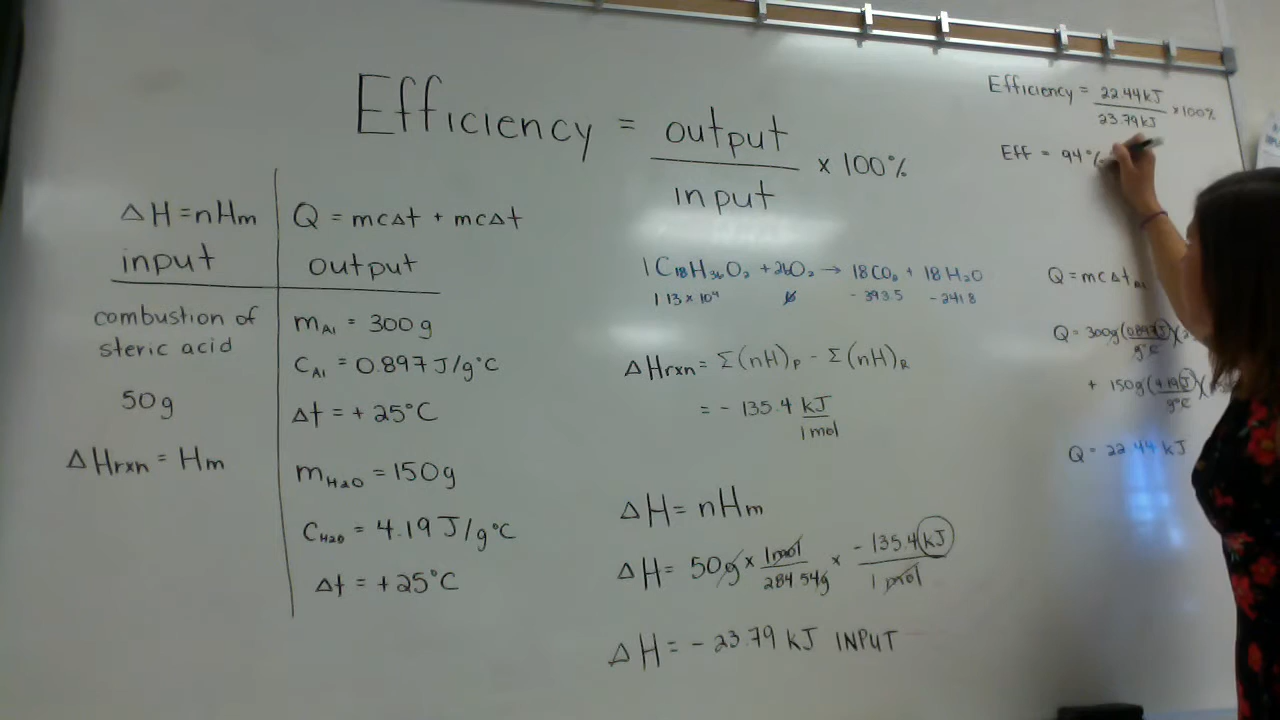 Efficiency = output / input × 100%
ΔH = nHm
input
combustion of
steric acid
50g
ΔHrxn = Hm
Q = mcΔt + mcΔt
output
mAl = 300g
CAl = 0.897 J/g°C
Δt = +25°C
mH2O = 150g
CH2O = 4.19 J/g°C
Δt = +25°C
1C18H36O2 + 26O2 → 18CO2 + 18H2O
-393.5 -241.8
ΔHrxn = Σ(nH)P - Σ(nH)R
= - 135.4 kJ / 1mol
ΔH = nHm
ΔH = 50g × 1mol / 284.54g × -135.4 kJ / 1 mol
ΔH = - 23.79 kJ INPUT
Efficiency = 22.44kJ / 23.79kJ × 100%
Eff = 94%
Q = mcΔt
Q = 300g(0.897J / g°C)(
+ 150g(4.19J / g°C)(
Q = 22.44 kJ